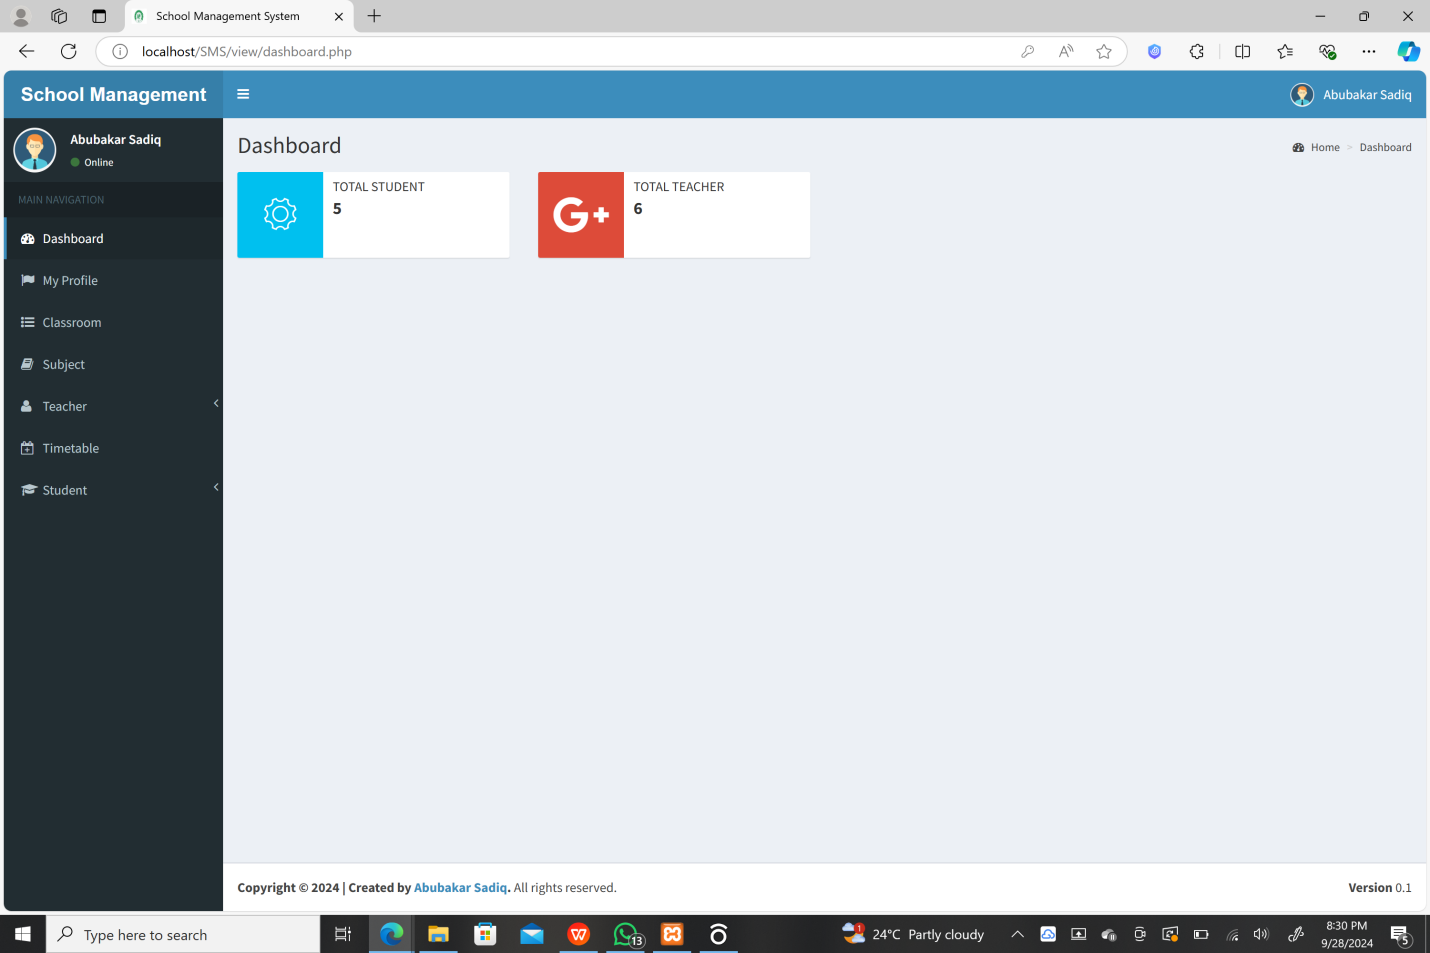 School Management System
localhost/SMS/view/dashboard.php
School Management
Abubakar Sadiq
Abubakar Sadiq
Online
MAIN NAVIGATION
Dashboard
My Profile
Classroom
Subject
Teacher
Timetable
Student
Dashboard
Home > Dashboard
TOTAL STUDENT
5
TOTAL TEACHER
6
G+
Copyright © 2024 | Created by Abubakar Sadiq. All rights reserved.
Version 0.1
Type here to search
W
13
1
24°C Partly cloudy
8:30 PM
9/28/2024
5